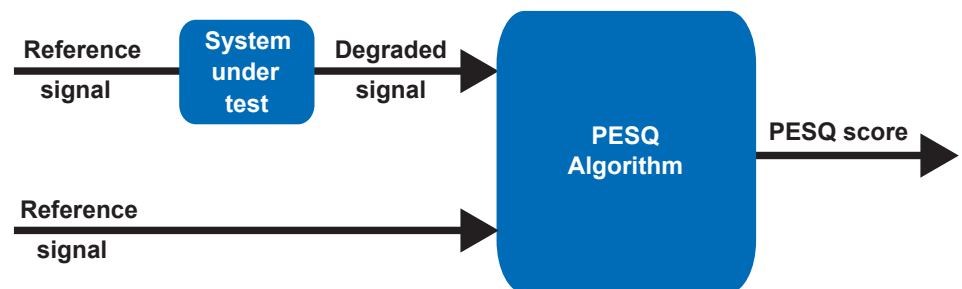 Reference
signal
System
under
test
Degraded
signal
PESQ
Algorithm
PESQ score
Reference
signal